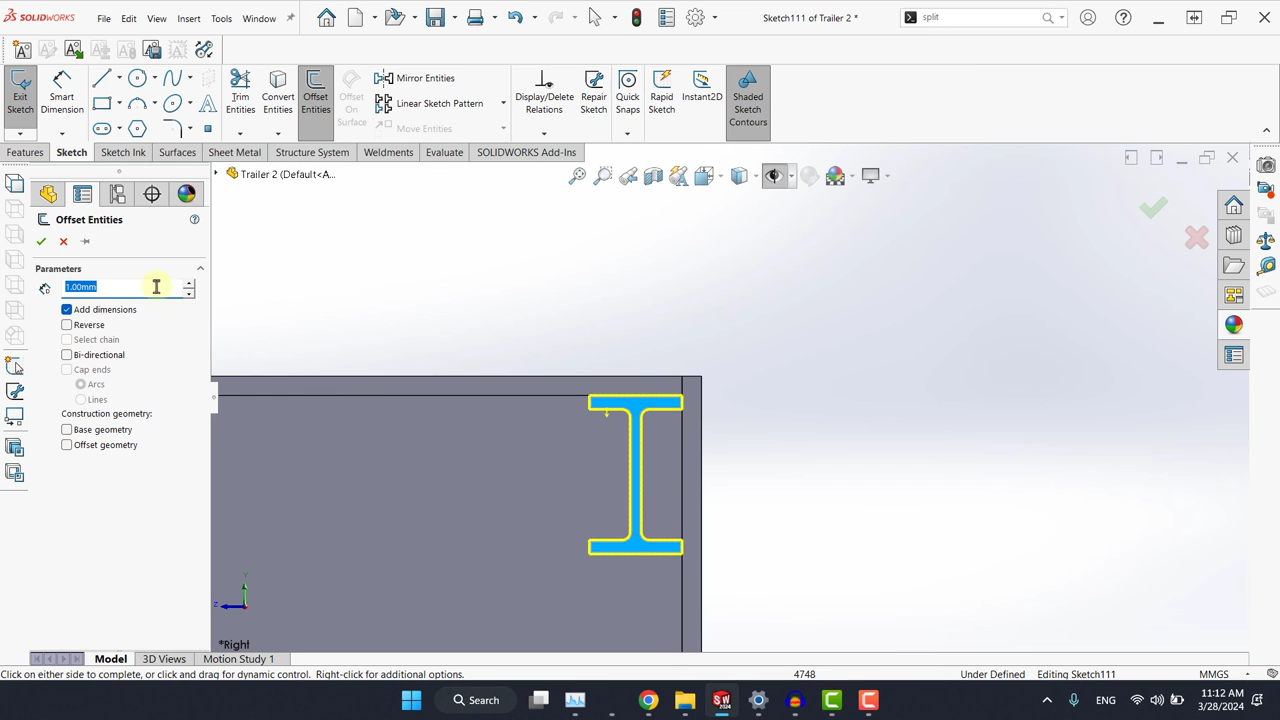 SOLIDWORKS File Edit View Insert Tools Window Sketch111 of Trailer 2 * split
Exit Sketch
Smart Dimension
Trim Entities
Convert Entities
Offset Entities
Offset On Surface
Mirror Entities
Linear Sketch Pattern
Move Entities
Display/Delete Relations
Repair Sketch
Quick Snaps
Rapid Sketch
Instant2D
Shaded Sketch Contours
Features Sketch Sketch Ink Surfaces Sheet Metal Structure System Weldments Evaluate SOLIDWORKS Add-Ins
Trailer 2 (Default<A...
Offset Entities
Parameters
1.00mm
Add dimensions
Reverse
Select chain
Bi-directional
Cap ends
Arcs
Lines
Construction geometry:
Base geometry
Offset geometry
Y
Z
*Right
Model 3D Views Motion Study 1
Click on either side to complete, or click and drag for dynamic control. Right-click for additional options. 4748 Under Defined Editing Sketch111 MMGS
Search
ENG
11:12 AM
3/28/2024